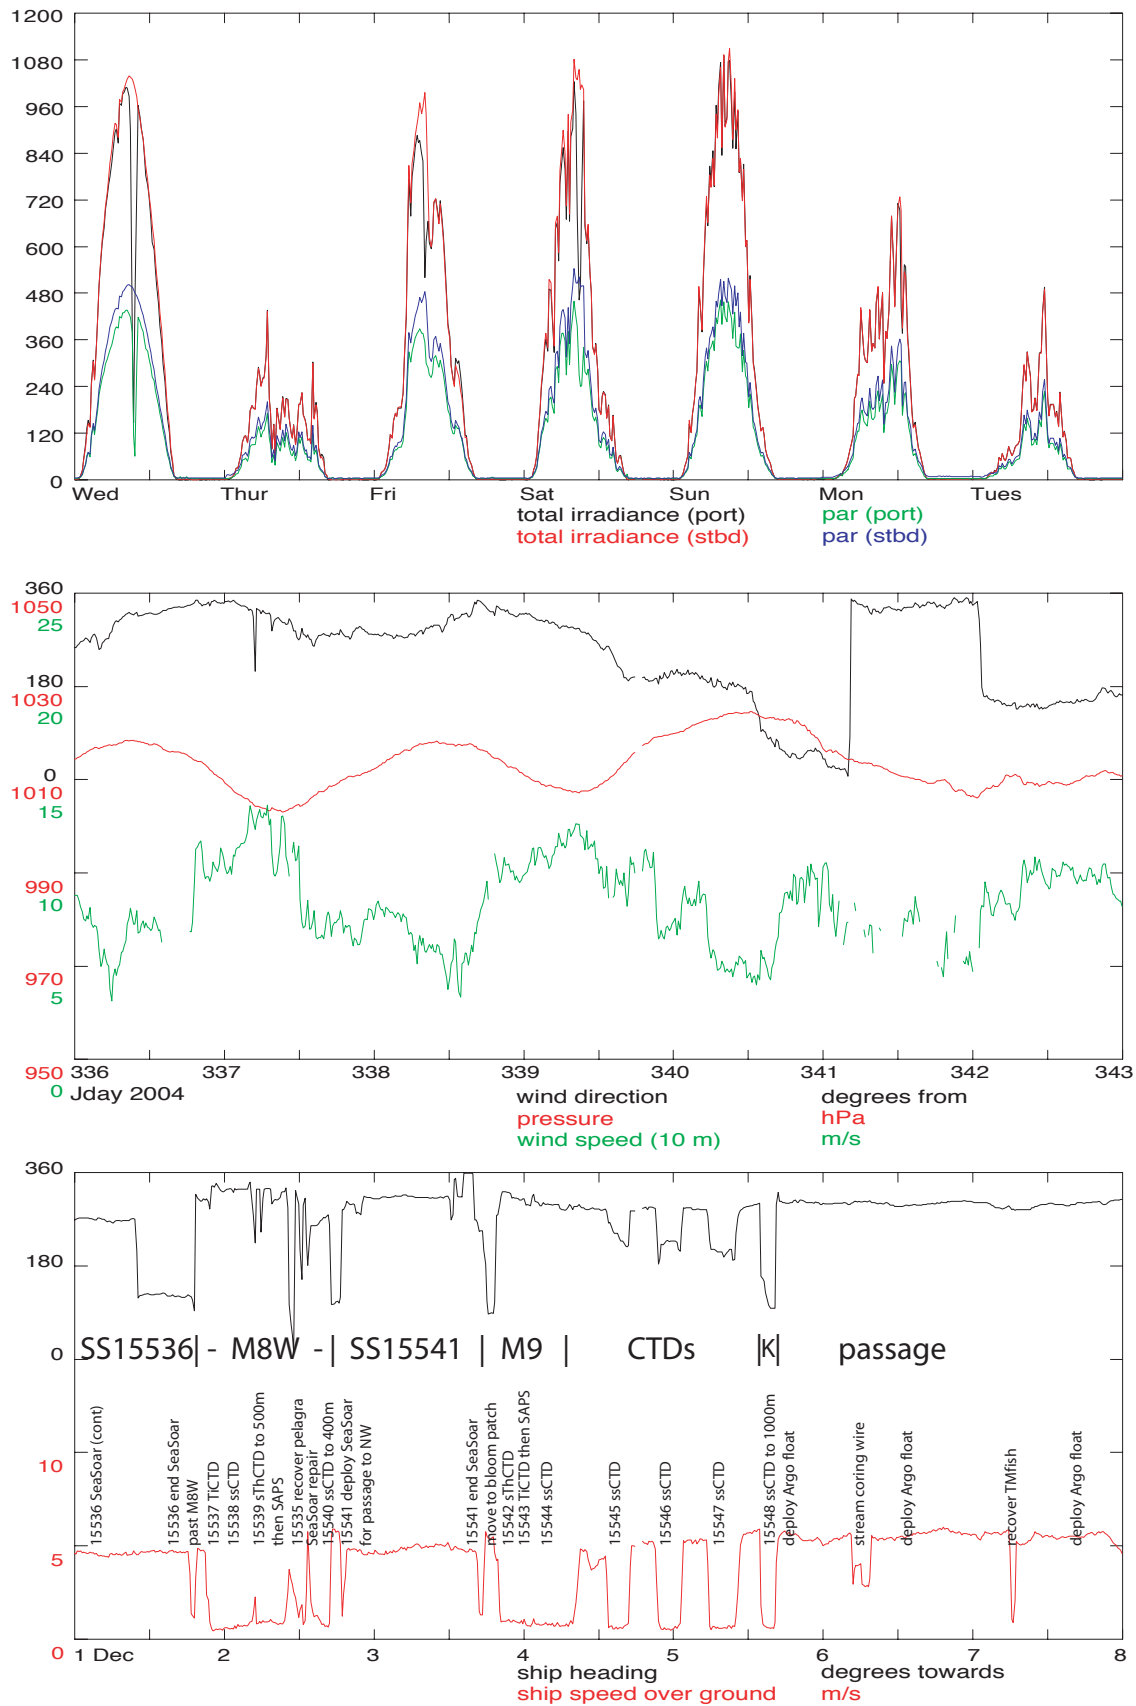 1200
1080
960
840
720
600
480
360
240
120
0
Wed Thur Fri Sat Sun Mon Tues
total irradiance (port) par (port)
total irradiance (stbd) par (stbd)
360
1050
25
180
1030
20
0
1010
15
990
10
970
5
950
0
336 337 338 339 340 341 342 343
Jday 2004
wind direction degrees from
pressure hPa
wind speed (10 m) m/s
360
180
0
SS15536| - M8W - | SS15541 | M9 | CTDs |K| passage
15536 SeaSoar (cont)
15536 end SeaSoar
past M8W
15537 TiCTD
15538 ssCTD
15539 sThCTD to 500m
then SAPS
15535 recover pelagra
SeaSoar repair
15540 ssCTD to 400m
15541 deploy SeaSoar
for passage to NW
15541 end SeaSoar
move to bloom patch
15542 sThCTD
15543 TiCTD then SAPS
15544 ssCTD
15545 ssCTD
15546 ssCTD
15547 ssCTD
15548 ssCTD to 1000m
deploy Argo float
stream coring wire
deploy Argo float
recover TMfish
deploy Argo float
10
5
0
1 Dec 2 3 4 5 6 7 8
ship heading degrees towards
ship speed over ground m/s